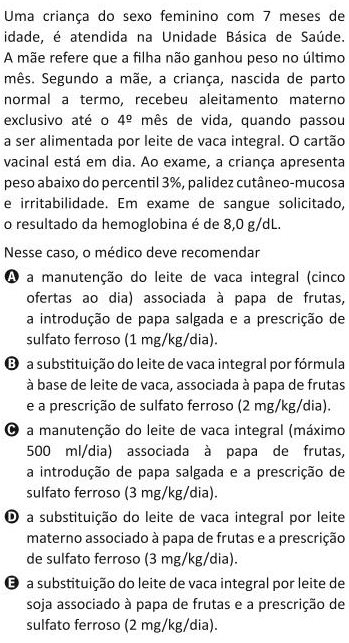 Uma criança do sexo feminino com 7 meses de
idade, é atendida na Unidade Básica de Saúde.
A mãe refere que a filha não ganhou peso no último
mês. Segundo a mãe, a criança, nascida de parto
normal a termo, recebeu aleitamento materno
exclusivo até o 4º mês de vida, quando passou
a ser alimentada por leite de vaca integral. O cartão
vacinal está em dia. Ao exame, a criança apresenta
peso abaixo do percentil 3%, palidez cutâneo-mucosa
e irritabilidade. Em exame de sangue solicitado,
o resultado da hemoglobina é de 8,0 g/dL.
Nesse caso, o médico deve recomendar
A a manutenção do leite de vaca integral (cinco
ofertas ao dia) associada à papa de frutas,
a introdução de papa salgada e a prescrição de
sulfato ferroso (1 mg/kg/dia).
B a substituição do leite de vaca integral por fórmula
à base de leite de vaca, associada à papa de frutas
e a prescrição de sulfato ferroso (2 mg/kg/dia).
C a manutenção do leite de vaca integral (máximo
500 ml/dia) associada à papa de frutas,
a introdução de papa salgada e a prescrição de
sulfato ferroso (3 mg/kg/dia).
D a substituição do leite de vaca integral por leite
materno associado à papa de frutas e a prescrição
de sulfato ferroso (3 mg/kg/dia).
E a substituição do leite de vaca integral por leite de
soja associado à papa de frutas e a prescrição de
sulfato ferroso (2 mg/kg/dia).